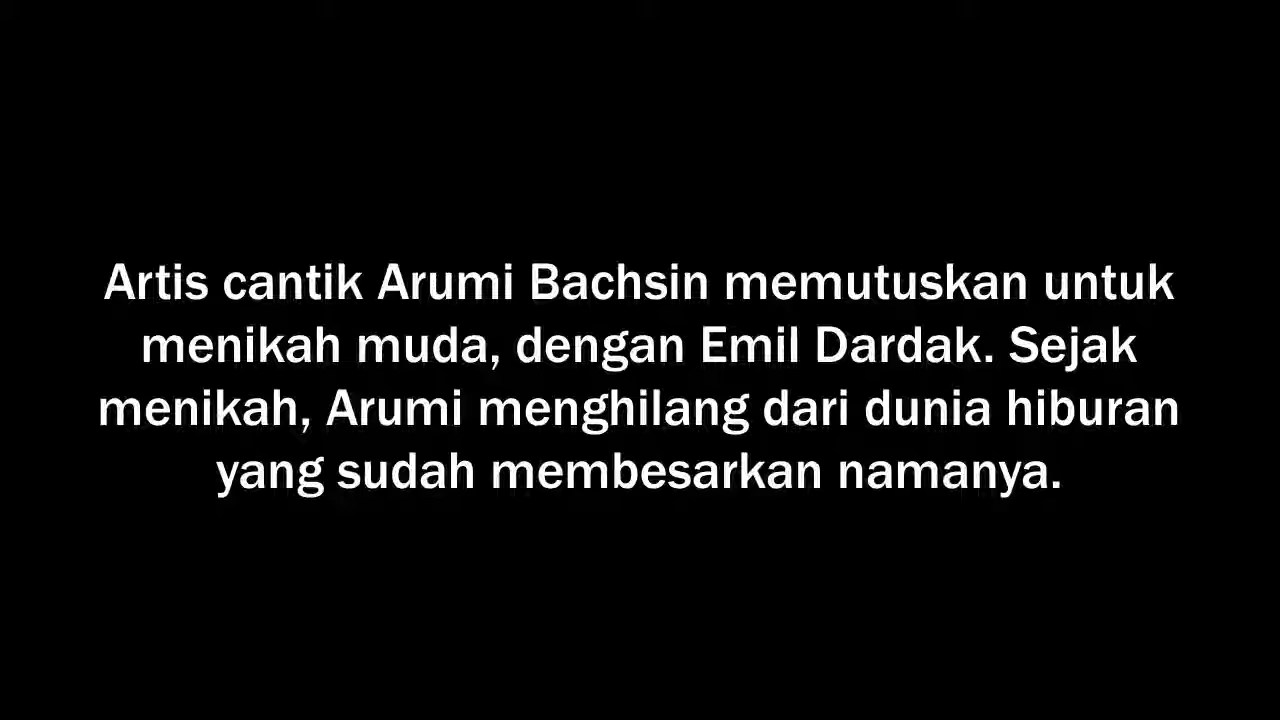 Artis cantik Arumi Bachsin memutuskan untuk
menikah muda, dengan Emil Dardak. Sejak
menikah, Arumi menghilang dari dunia hiburan
yang sudah membesarkan namanya.